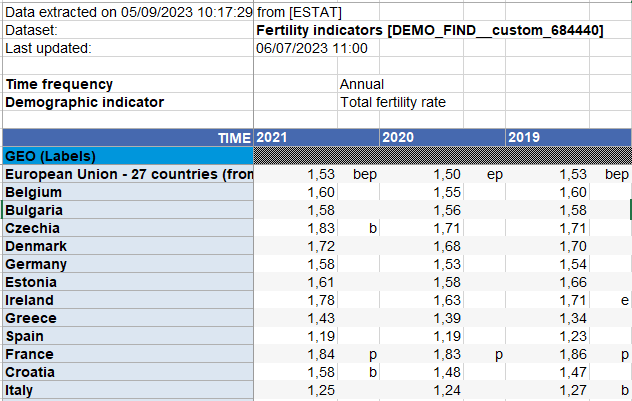 Data extracted on 05/09/2023 10:17:29 from [ESTAT]
Dataset: Fertility indicators [DEMO_FIND__custom_684440]
Last updated: 06/07/2023 11:00
Time frequency Annual
Demographic indicator Total fertility rate
TIME 2021 2020 2019
GEO (Labels)
European Union - 27 countries (from 1,53 bep 1,50 ep 1,53 bep
Belgium 1,60 1,55 1,60
Bulgaria 1,58 1,56 1,58
Czechia 1,83 b 1,71 1,71
Denmark 1,72 1,68 1,70
Germany 1,58 1,53 1,54
Estonia 1,61 1,58 1,66
Ireland 1,78 1,63 1,71 e
Greece 1,43 1,39 1,34
Spain 1,19 1,19 1,23
France 1,84 p 1,83 p 1,86 p
Croatia 1,58 b 1,48 1,47
Italy 1,25 1,24 1,27 b